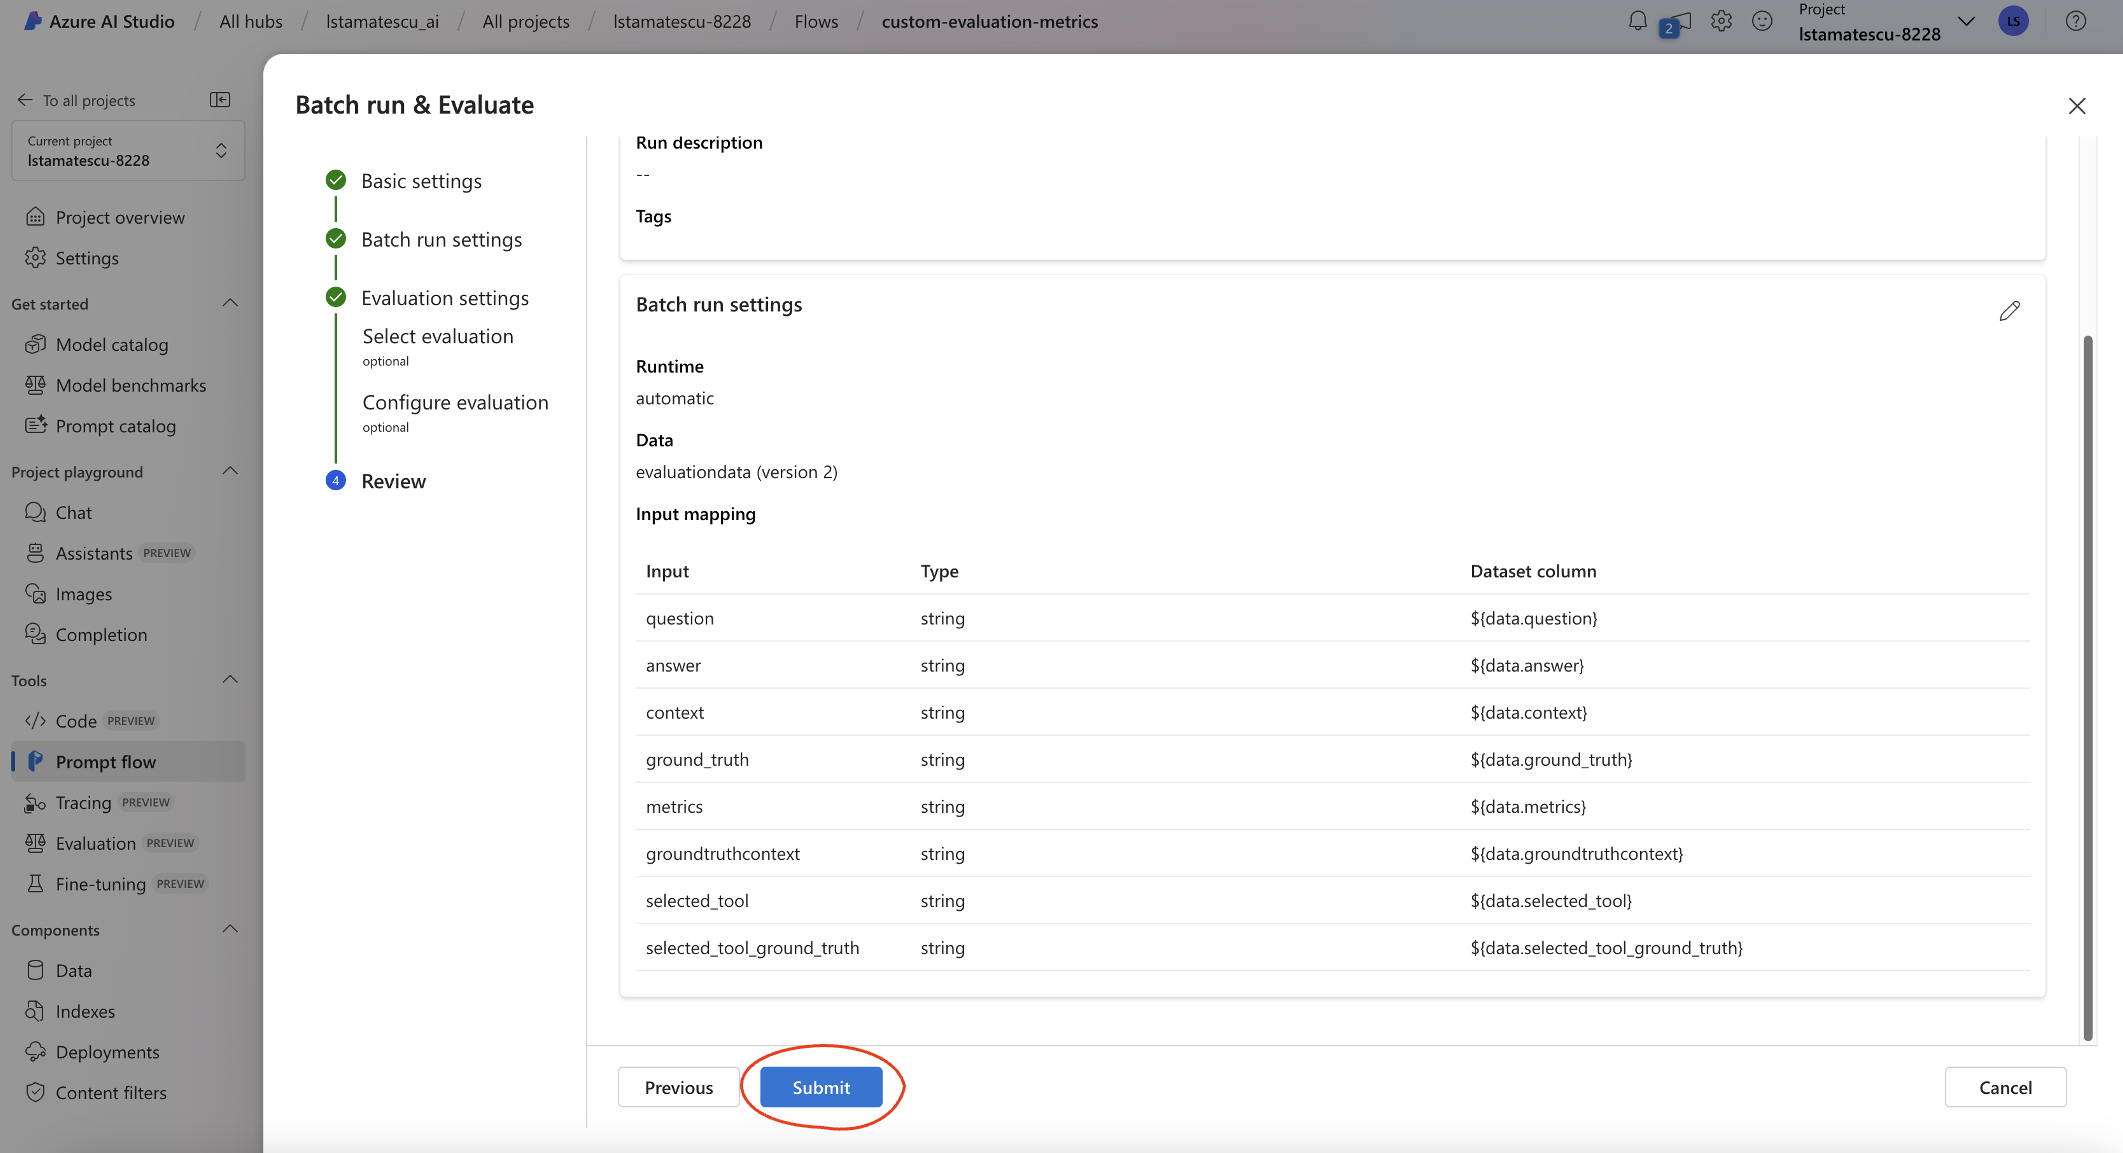 Azure AI Studio / All hubs / lstamatescu_ai / All projects / lstamatescu-8228 / Flows / custom-evaluation-metrics
2
Project
lstamatescu-8228
LS
To all projects
Current project
lstamatescu-8228
Project overview
Settings
Get started
Model catalog
Model benchmarks
Prompt catalog
Project playground
Chat
Assistants PREVIEW
Images
Completion
Tools
Code PREVIEW
Prompt flow
Tracing PREVIEW
Evaluation PREVIEW
Fine-tuning PREVIEW
Components
Data
Indexes
Deployments
Content filters
Batch run & Evaluate
Basic settings
Batch run settings
Evaluation settings
Select evaluation
optional
Configure evaluation
optional
4 Review
Run description
--
Tags
Batch run settings
Runtime
automatic
Data
evaluationdata (version 2)
Input mapping
Input Type Dataset column
question string ${data.question}
answer string ${data.answer}
context string ${data.context}
ground_truth string ${data.ground_truth}
metrics string ${data.metrics}
groundtruthcontext string ${data.groundtruthcontext}
selected_tool string ${data.selected_tool}
selected_tool_ground_truth string ${data.selected_tool_ground_truth}
Previous Submit Cancel